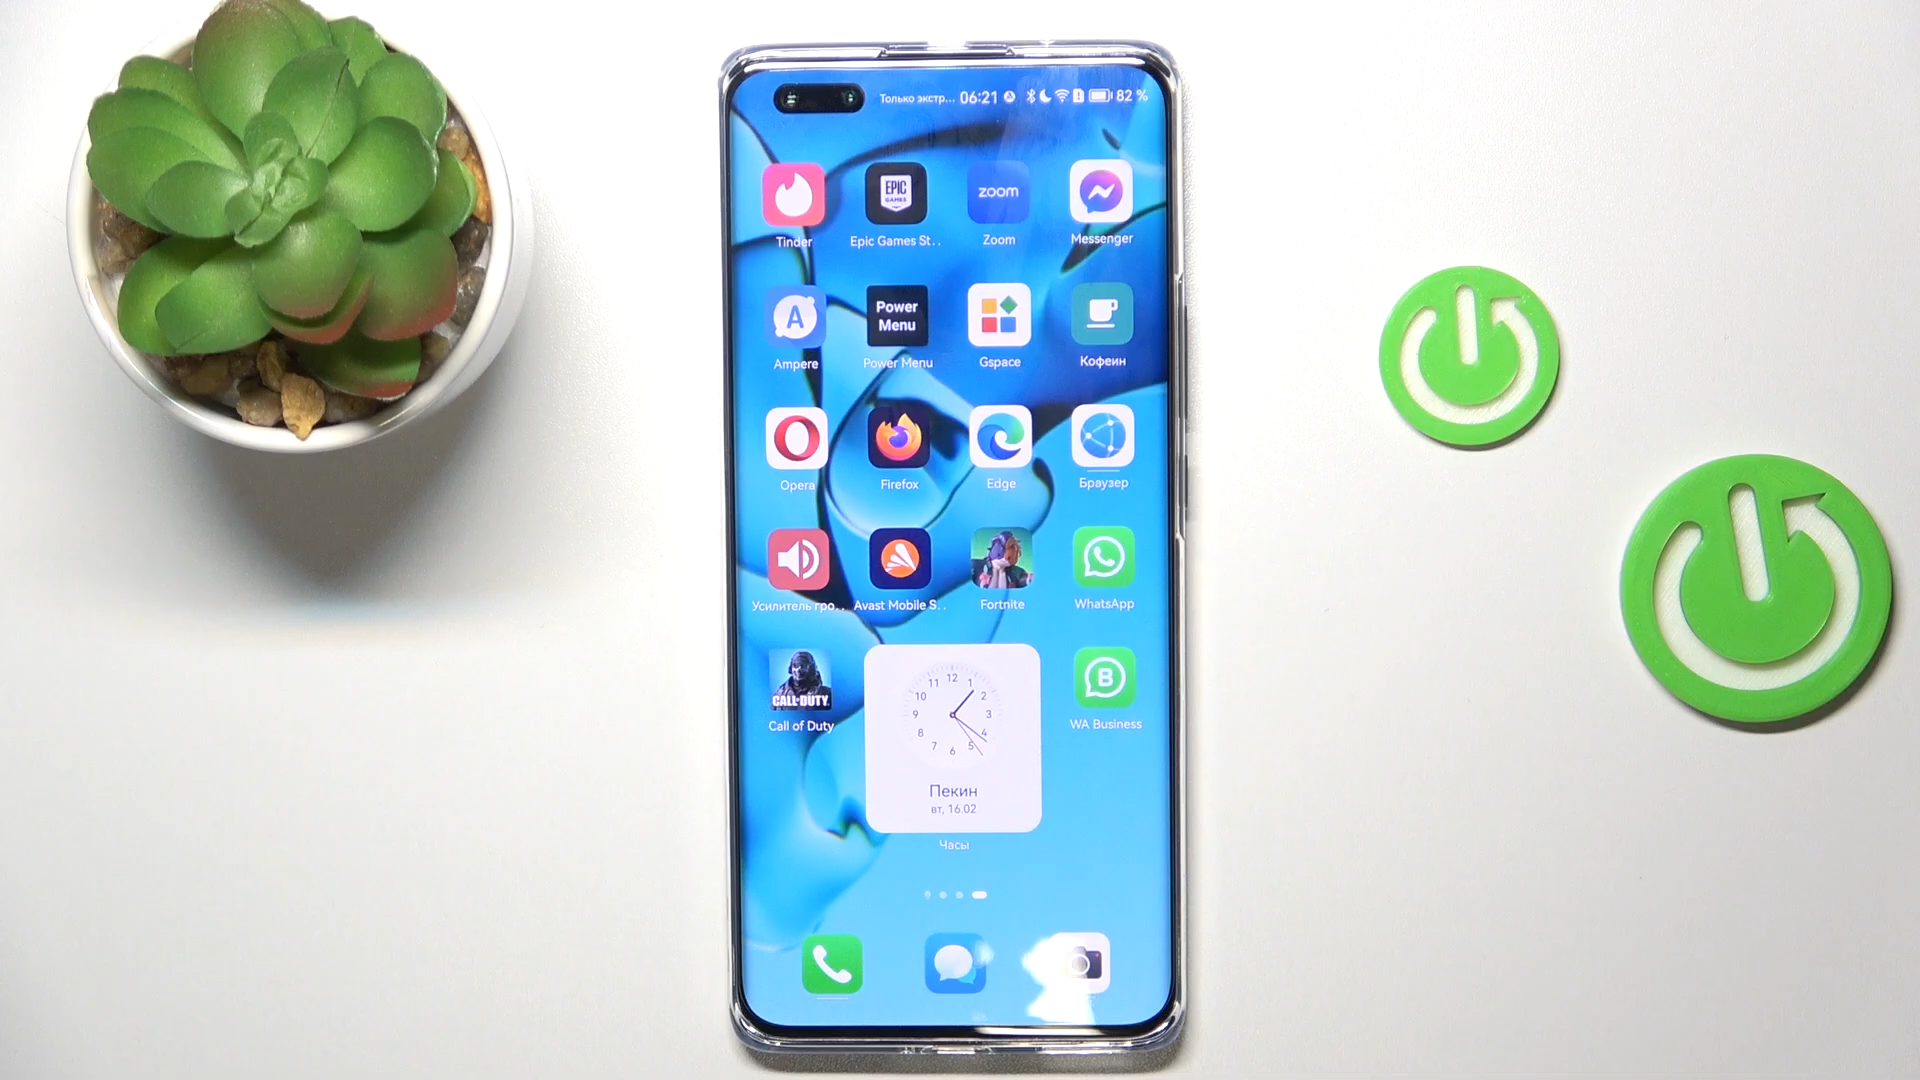 Только экстр... 06:21 82 %
EPIC GAMES
zoom
Tinder
Epic Games St...
Zoom
Messenger
A
Power Menu
Ampere
Power Menu
Gspace
Кофеин
Opera
Firefox
Edge
Браузер
Усилитель гро...
Avast Mobile S...
Fortnite
WhatsApp
CALL OF DUTY
Call of Duty
12 1 2 3 4 5 6 7 8 9 10 11
B
WA Business
Пекин
вт, 16.02
Часы